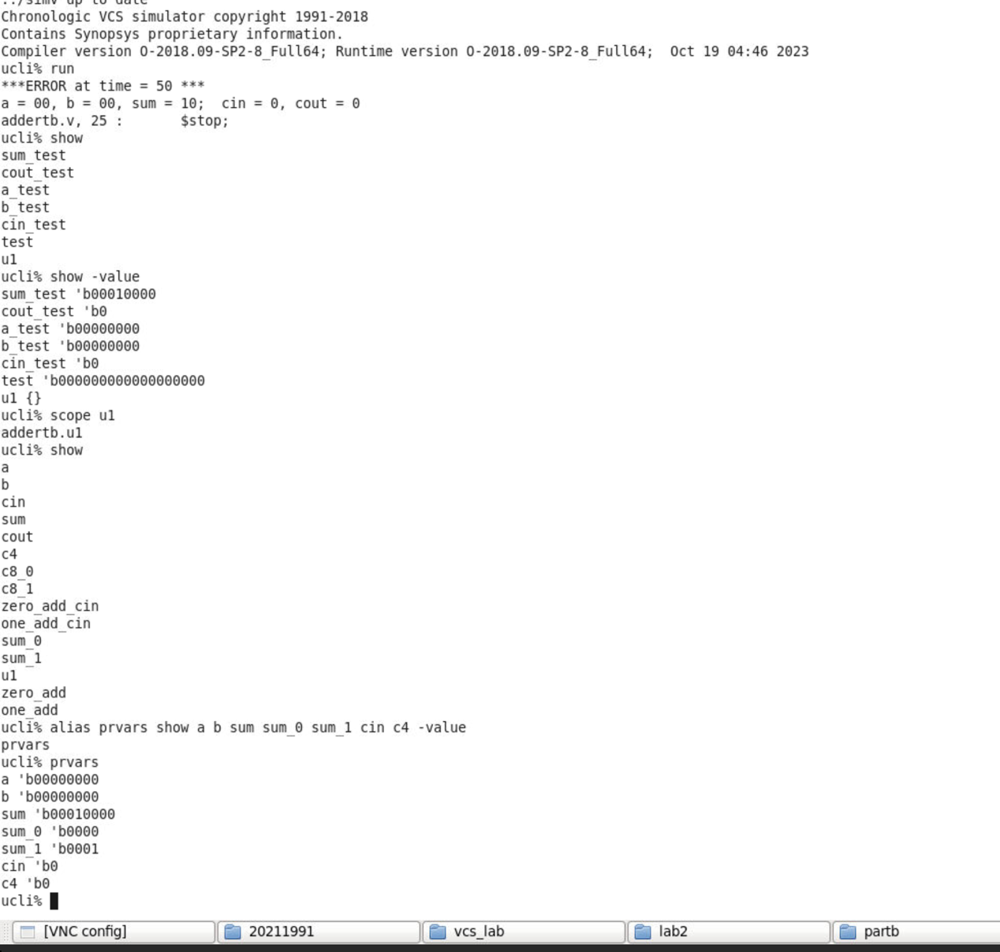 ../simv up to date
Chronologic VCS simulator copyright 1991-2018
Contains Synopsys proprietary information.
Compiler version O-2018.09-SP2-8_Full64; Runtime version O-2018.09-SP2-8_Full64;  Oct 19 04:46 2023
ucli% run
***ERROR at time = 50 ***
a = 00, b = 00, sum = 10;  cin = 0, cout = 0
addertb.v, 25 :       $stop;
ucli% show
sum_test
cout_test
a_test
b_test
cin_test
test
u1
ucli% show -value
sum_test 'b00010000
cout_test 'b0
a_test 'b00000000
b_test 'b00000000
cin_test 'b0
test 'b000000000000000000
u1 {}
ucli% scope u1
addertb.u1
ucli% show
a
b
cin
sum
cout
c4
c8_0
c8_1
zero_add_cin
one_add_cin
sum_0
sum_1
u1
zero_add
one_add
ucli% alias prvars show a b sum sum_0 sum_1 cin c4 -value
prvars
ucli% prvars
a 'b00000000
b 'b00000000
sum 'b00010000
sum_0 'b0000
sum_1 'b0001
cin 'b0
c4 'b0
ucli%
[VNC config] 20211991 vcs_lab lab2 partb